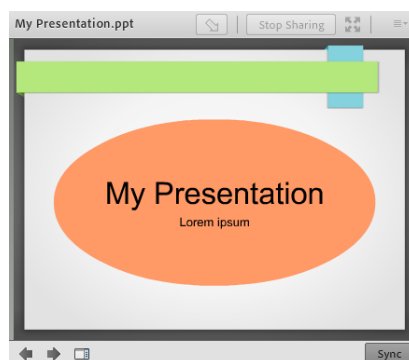 My Presentation.ppt
Stop Sharing
My Presentation
Lorem ipsum
Sync